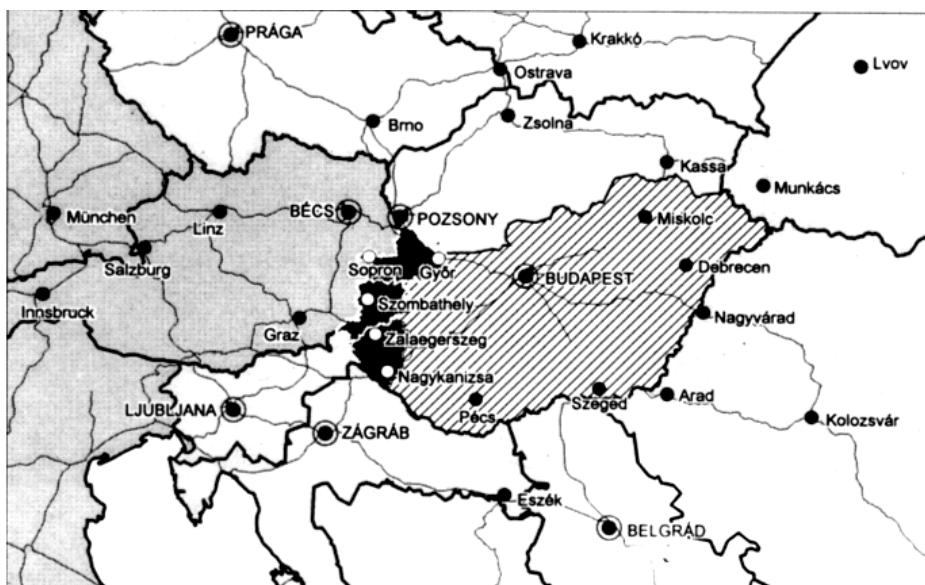 PRÁGA
Krakkó
Lvov
Ostrava
Brno
Zsolna
Kassa
Munkács
München
Linz
BÉCS
POZSONY
Miskolc
Salzburg
Sopron
Győr
BUDAPEST
Debrecen
Innsbruck
Szombathely
Graz
Zalaegerszeg
Nagyvárad
Nagykanizsa
LJUBLJANA
Pécs
Szeged
Arad
ZÁGRÁB
Kolozsvár
Eszék
BELGRÁD